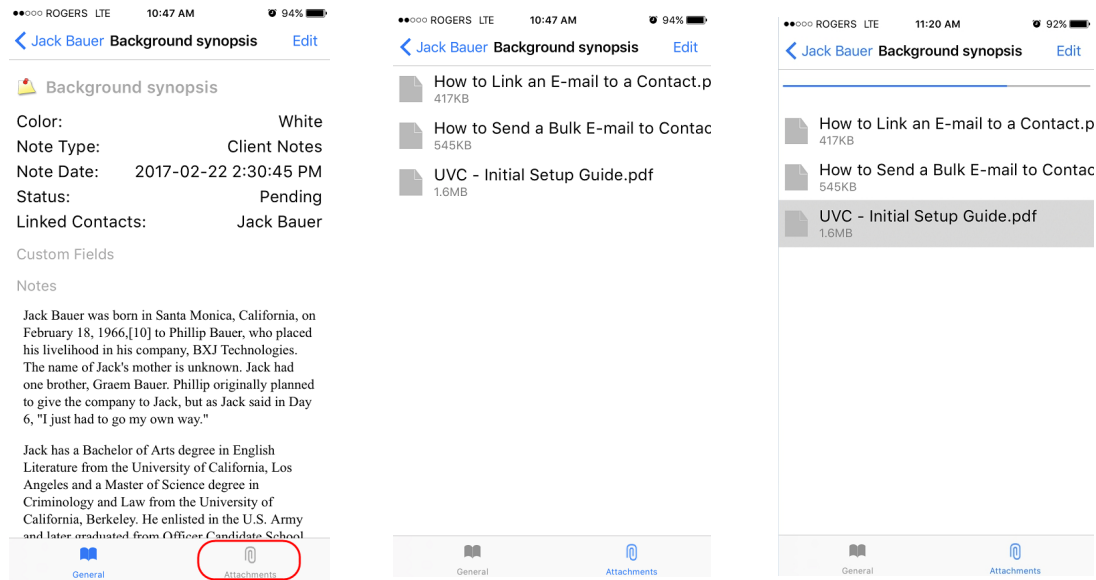 ROGERS LTE 10:47 AM 94%
Jack Bauer Background synopsis Edit
Background synopsis
Color: White
Note Type: Client Notes
Note Date: 2017-02-22 2:30:45 PM
Status: Pending
Linked Contacts: Jack Bauer
Custom Fields
Notes
Jack Bauer was born in Santa Monica, California, on
February 18, 1966,[10] to Phillip Bauer, who placed
his livelihood in his company, BXJ Technologies.
The name of Jack's mother is unknown. Jack had
one brother, Graem Bauer. Phillip originally planned
to give the company to Jack, but as Jack said in Day
6, "I just had to go my own way."
Jack has a Bachelor of Arts degree in English
Literature from the University of California, Los
Angeles and a Master of Science degree in
Criminology and Law from the University of
California, Berkeley. He enlisted in the U.S. Army
and later graduated from Officer Candidate School
General Attachments
ROGERS LTE 10:47 AM 94%
Jack Bauer Background synopsis Edit
How to Link an E-mail to a Contact.p
417KB
How to Send a Bulk E-mail to Contac
545KB
UVC - Initial Setup Guide.pdf
1.6MB
General Attachments
ROGERS LTE 11:20 AM 92%
Jack Bauer Background synopsis Edit
How to Link an E-mail to a Contact.p
417KB
How to Send a Bulk E-mail to Contac
545KB
UVC - Initial Setup Guide.pdf
1.6MB
General Attachments